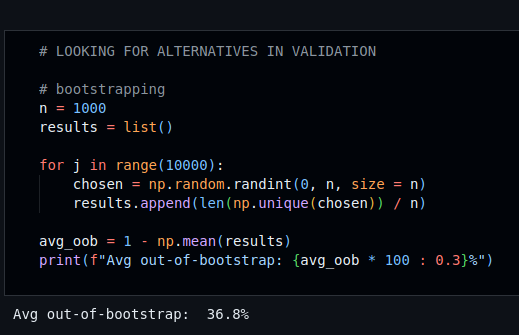 # LOOKING FOR ALTERNATIVES IN VALIDATION
# bootstrapping
n = 1000
results = list()
for j in range(10000):
    chosen = np.random.randint(0, n, size = n)
    results.append(len(np.unique(chosen)) / n)
avg_oob = 1 - np.mean(results)
print(f"Avg out-of-bootstrap: {avg_oob * 100 : 0.3}%")
Avg out-of-bootstrap:  36.8%